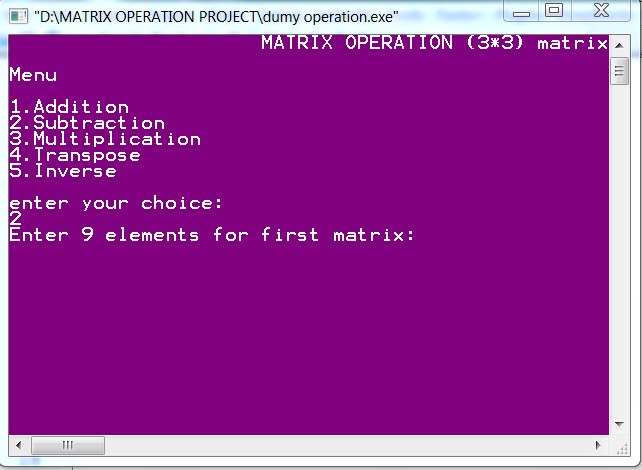 "D:\MATRIX OPERATION PROJECT\dumy operation.exe"
MATRIX OPERATION (3*3) matrix
Menu
1.Addition
2.Subtraction
3.Multiplication
4.Transpose
5.Inverse
enter your choice:
2
Enter 9 elements for first matrix: